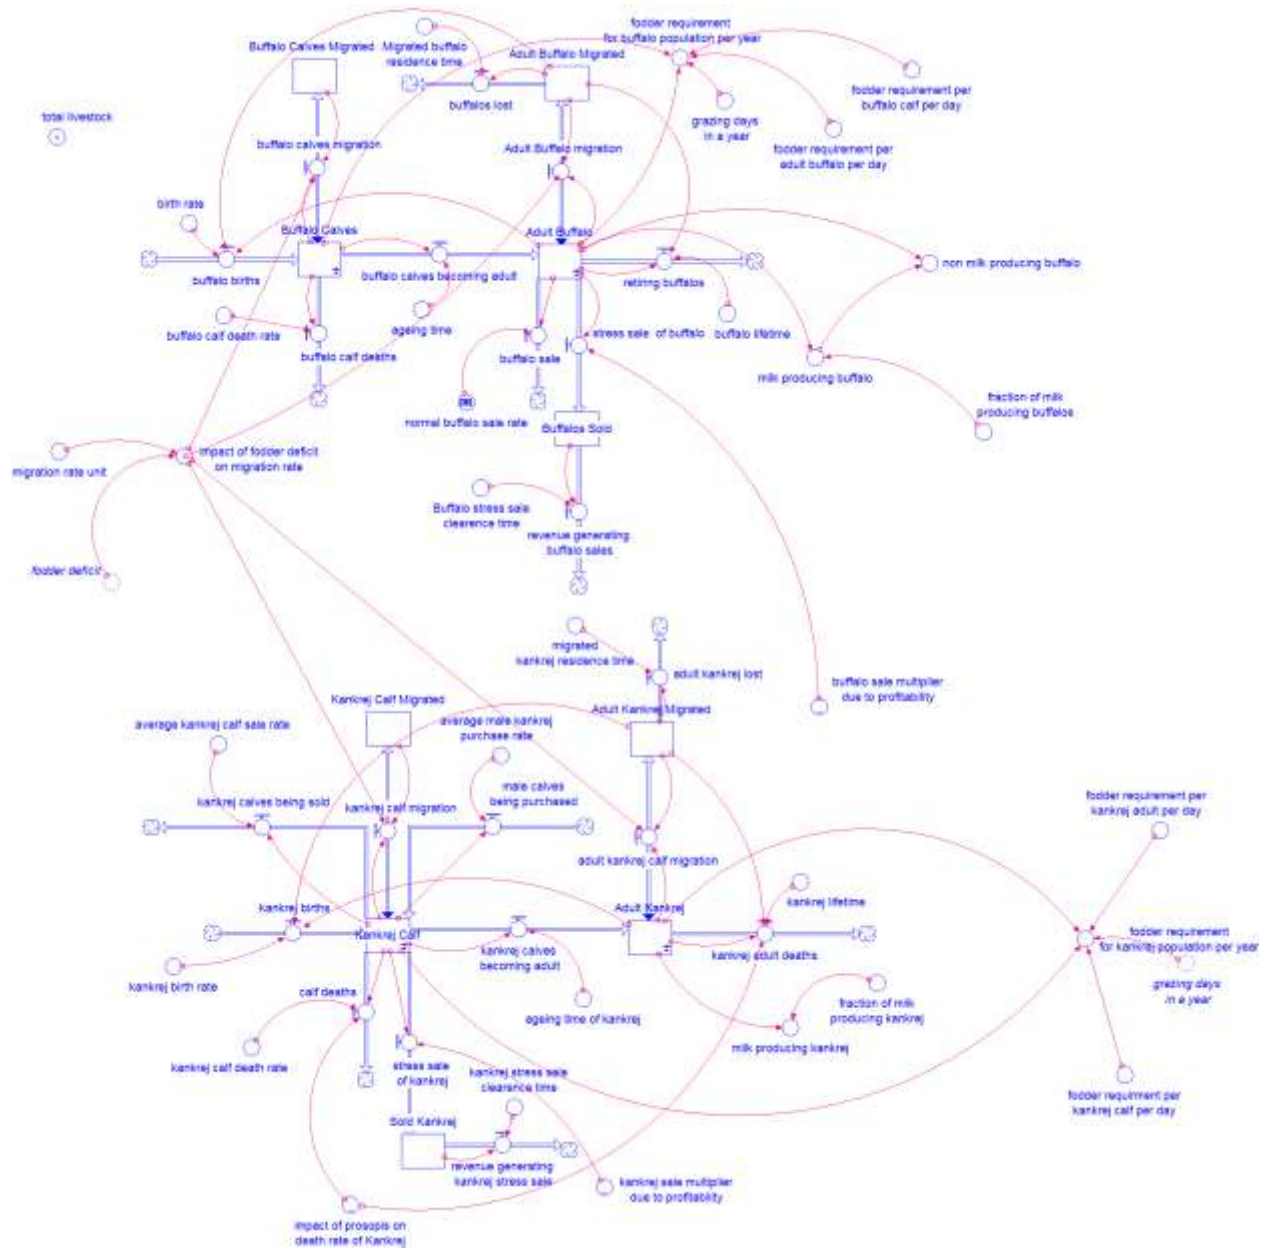 fodder requirement
for buffalo population per year
Buffalo Calves Migrated
Migrated buffalo
residence time
Adult Buffalo Migrated
buffalos lost
fodder requirement per
buffalo calf per day
grazing days
in a year
total livestock
buffalo calves migration
Adult Buffalo migration
fodder requirement per
adult buffalo per day
birth rate
Buffalo Calves
Adult Buffalo
buffalo births
buffalo calves becoming adult
retiring buffalos
non milk producing buffalo
buffalo calf death rate
buffalo calf deaths
ageing time
buffalo sale
stress sale of buffalo
buffalo lifetime
milk producing buffalo
normal buffalo sale rate
fraction of milk
producing buffalos
Buffalos Sold
migration rate unit
impact of fodder deficit
on migration rate
Buffalo stress sale
clearence time
revenue generating
buffalo sales
fodder deficit
migrated
kankrej residence time
adult kankrej lost
buffalo sale multiplier
due to profitability
Kankrej Calf Migrated
Adult Kankrej Migrated
average kankrej calf sale rate
average male kankrej
purchase rate
kankrej calves being sold
kankrej calf migration
male calves
being purchased
fodder requirement per
kankrej adult per day
adult kankrej calf migration
kankrej births
Adult Kankrej
kankrej lifetime
Kankrej Calf
kankrej calves
becoming adult
kankrej adult deaths
fodder requirement
for kankrej population per year
grazing days
in a year
kankrej birth rate
calf deaths
ageing time of kankrej
fraction of milk
producing kankrej
milk producing kankrej
kankrej calf death rate
stress sale
of kankrej
kankrej stress sale
clearence time
fodder requirment per
kankrej calf per day
Sold Kankrej
revenue generating
kankrej stress sale
kankrej sale multiplier
due to profitability
impact of prosopis on
death rate of Kankrej